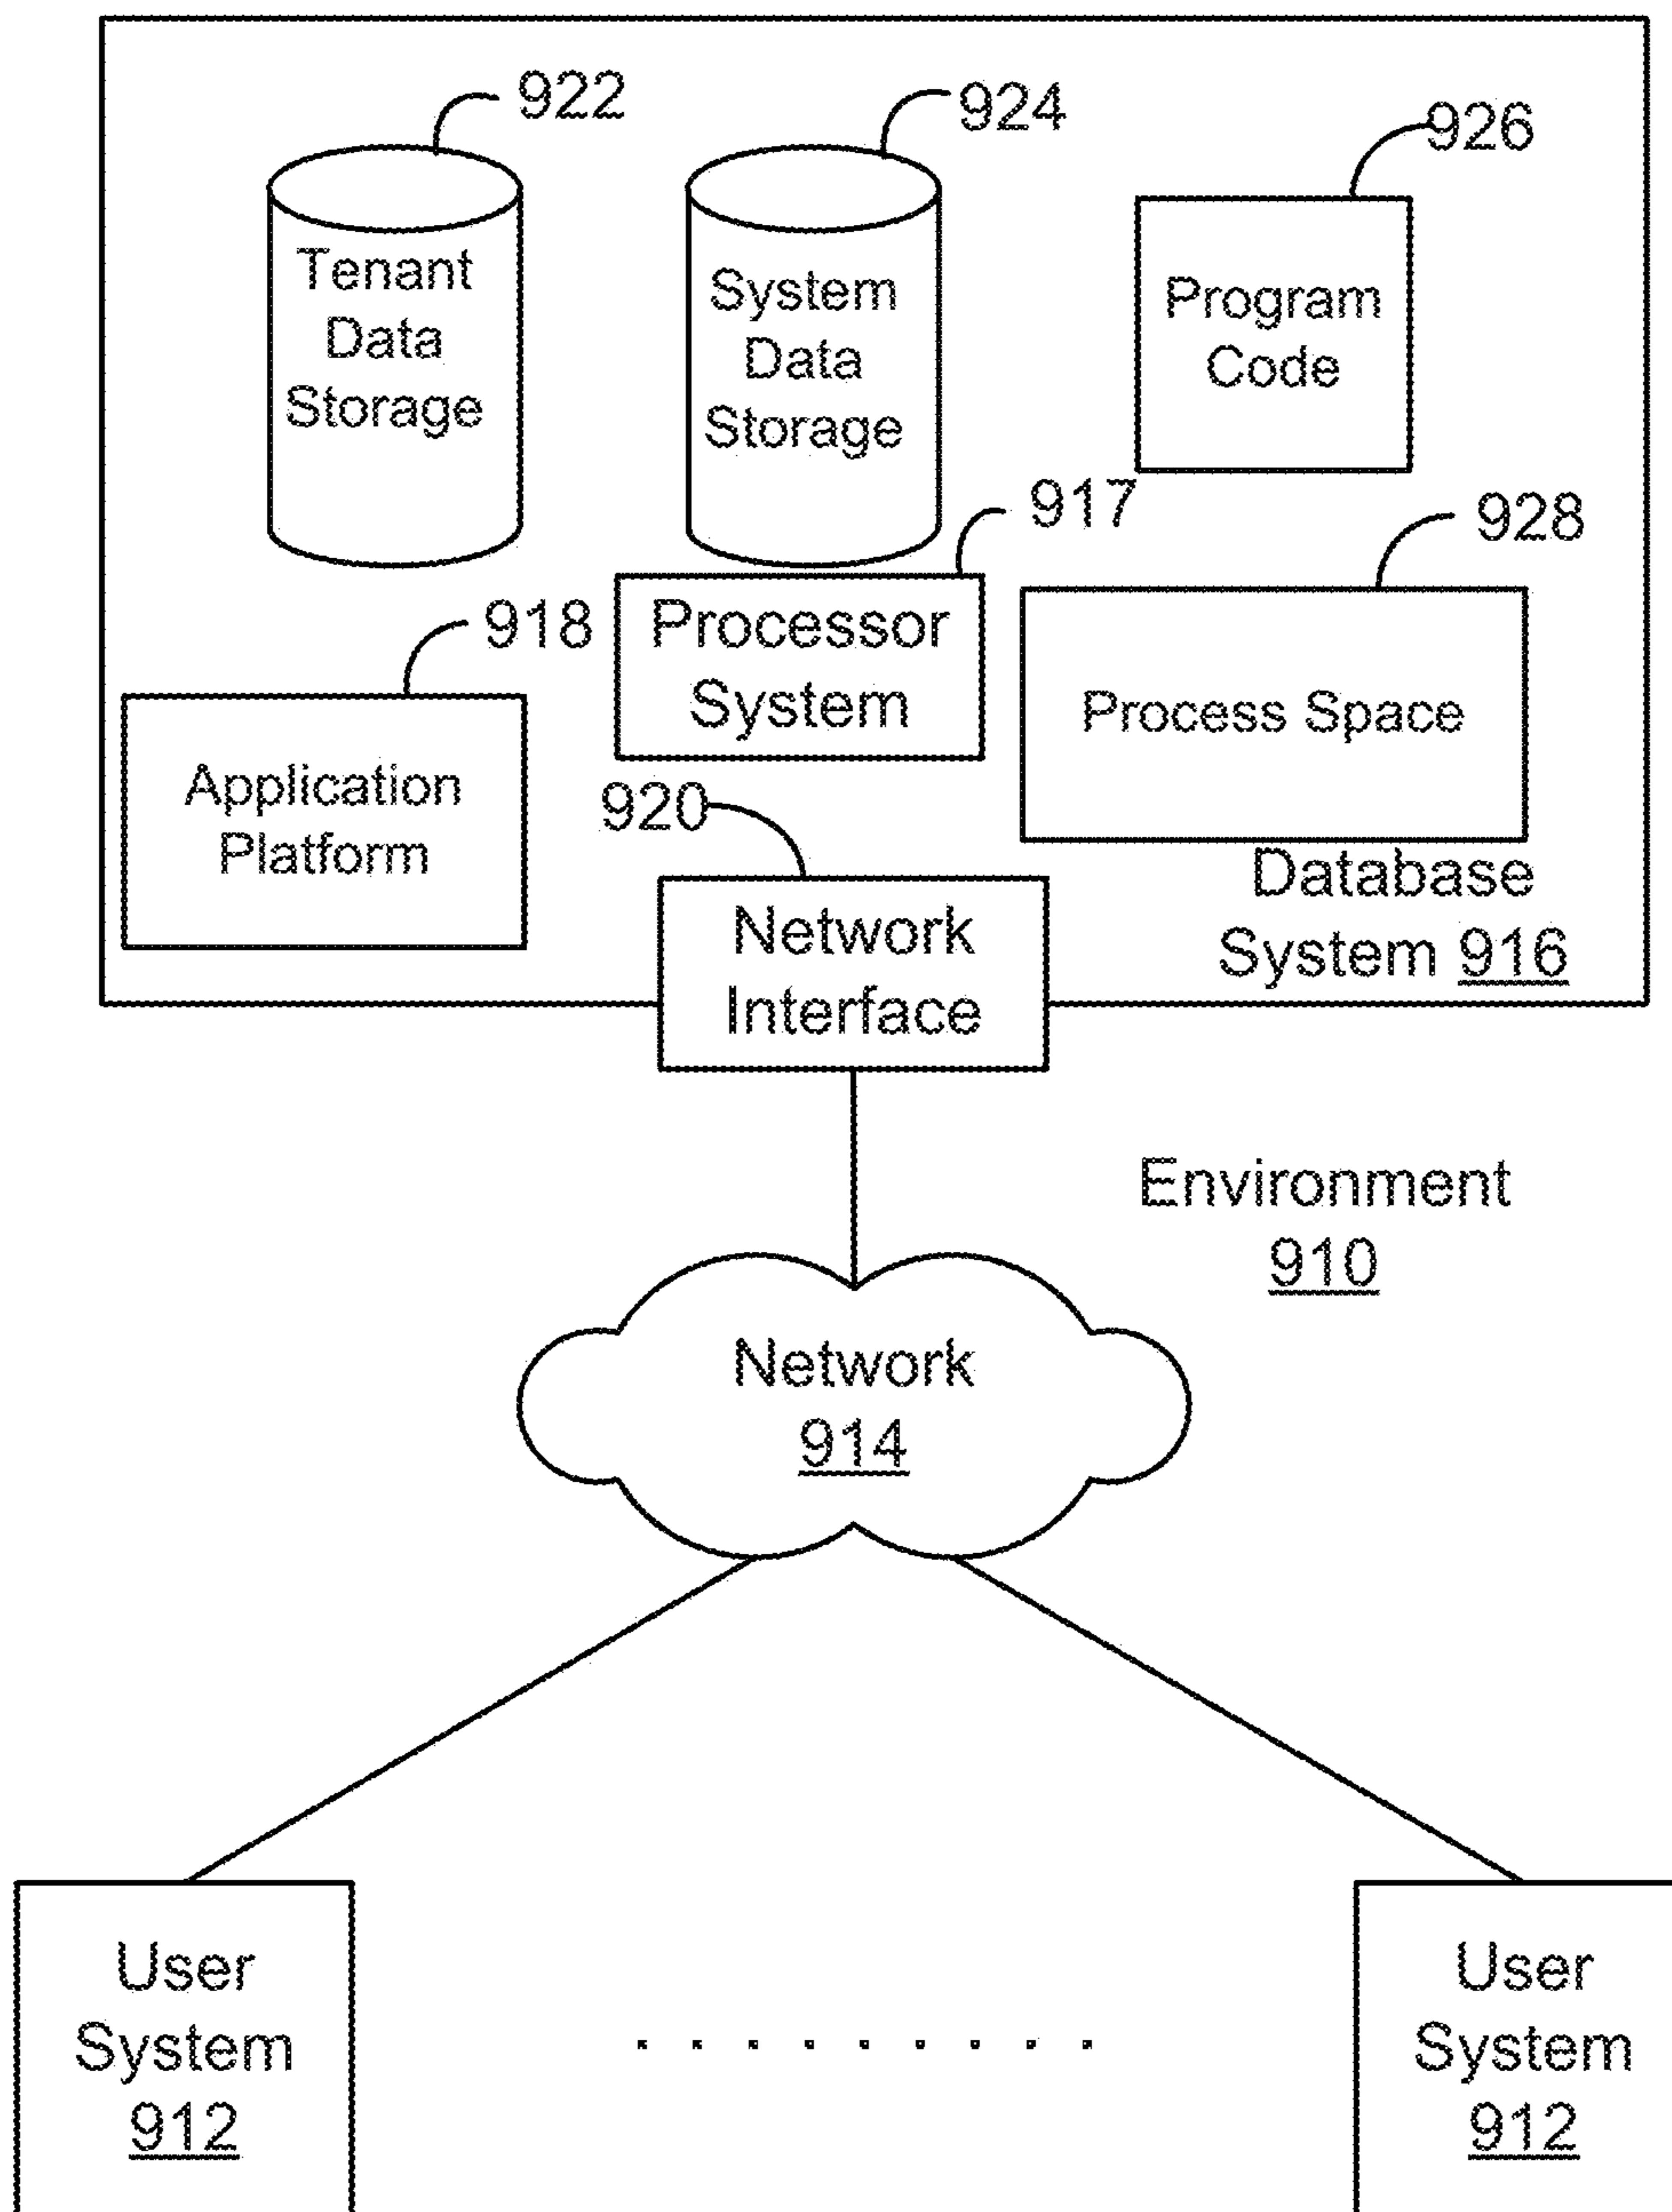 922
924
926
Tenant
Data
Storage
System
Data
Storage
Program
Code
917
928
918
Processor
System
Process Space
Application
Platform
920
Database
System 916
Network
Interface
Environment
910
Network
914
User
System
912
. . . . . . . . .
User
System
912